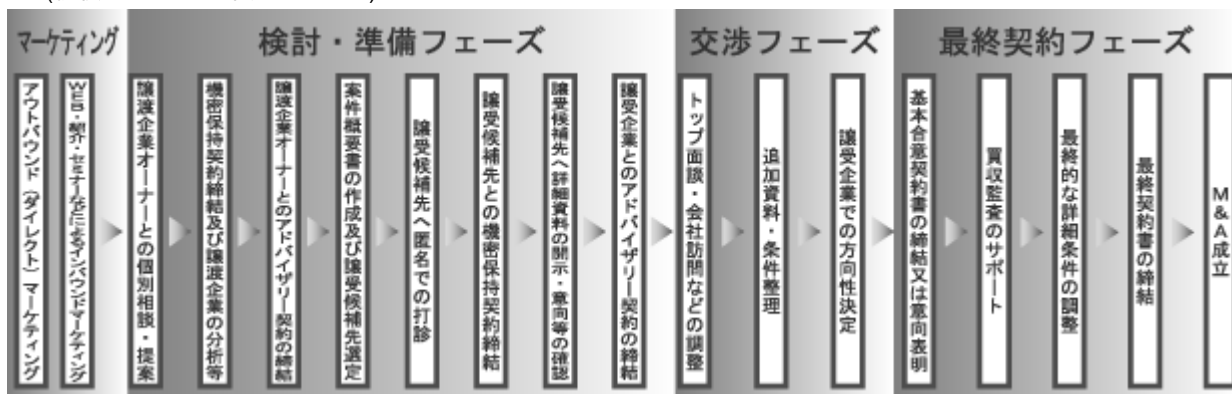 マーケティング
検討・準備フェーズ
交渉フェーズ
最終契約フェーズ
アウトバウンド（ダイレクト）マーケティング
WEB・紹介・セミナーなどによるインバウンドマーケティング
譲渡企業オーナーとの個別相談・提案
機密保持契約締結及び譲渡企業の分析等
譲渡企業オーナーとのアドバイザリー契約の締結
案件概要書の作成及び譲受候補先選定
譲受候補先へ匿名での打診
譲受候補先との機密保持契約締結
譲受候補先へ詳細資料の開示・意向等の確認
譲受企業とのアドバイザリー契約の締結
トップ面談・会社訪問などの調整
追加資料・条件整理
譲受企業での方向性決定
基本合意契約書の締結又は意向表明
買収監査のサポート
最終的な詳細条件の調整
最終契約書の締結
M&A成立